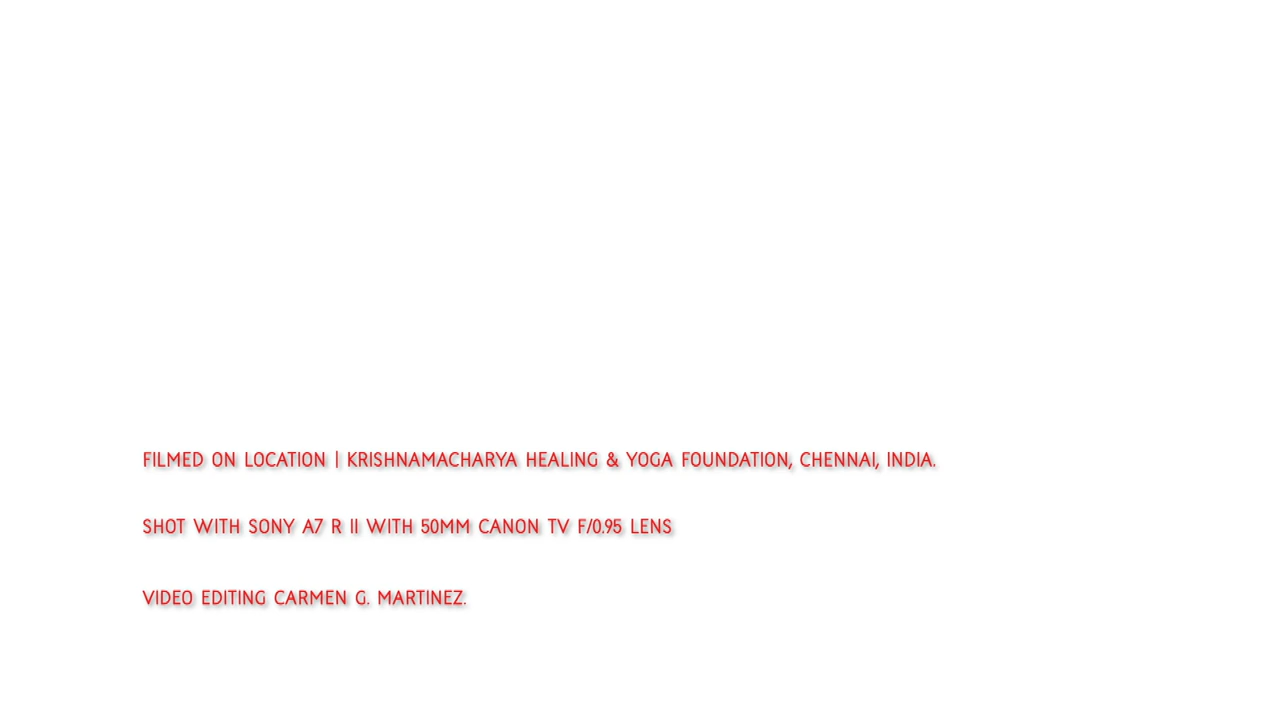 FILMED ON LOCATION | KRISHNAMACHARYA HEALING & YOGA FOUNDATION, CHENNAI, INDIA.
SHOT WITH SONY A7 R II WITH 50MM CANON TV F/0.95 LENS
VIDEO EDITING CARMEN G. MARTINEZ.